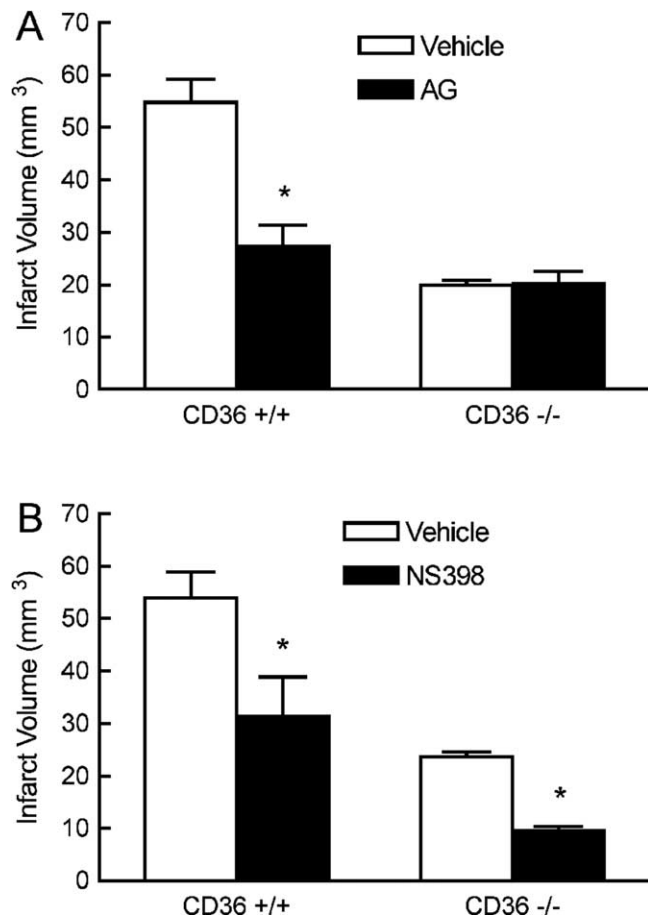 A
Vehicle
AG
Infarct Volume (mm 3)
70
60
50
40
30
20
10
0
*
CD36 +/+ CD36 -/-
B
Vehicle
NS398
Infarct Volume (mm 3)
70
60
50
40
30
20
10
0
*
*
CD36 +/+ CD36 -/-